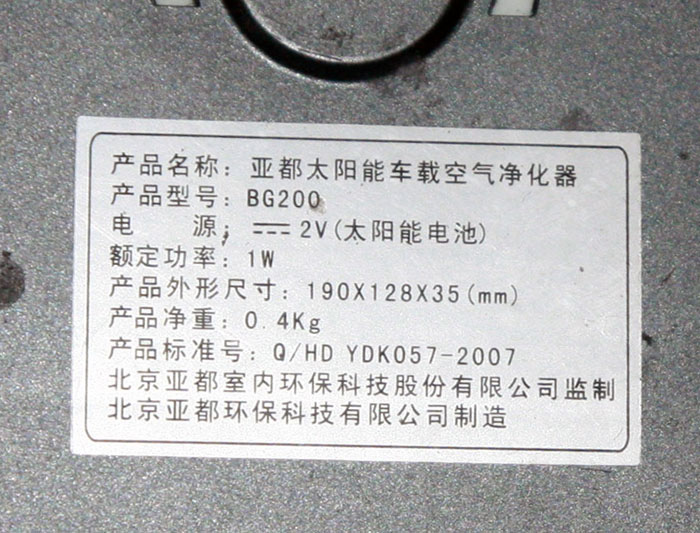 产品名称：亚都太阳能车载空气净化器
产品型号：BG200
电　　源：⎓ 2V(太阳能电池)
额定功率：1W
产品外形尺寸：190X128X35(mm)
产品净重：0.4Kg
产品标准号：Q/HD YDK057-2007
北京亚都室内环保科技股份有限公司监制
北京亚都环保科技有限公司制造